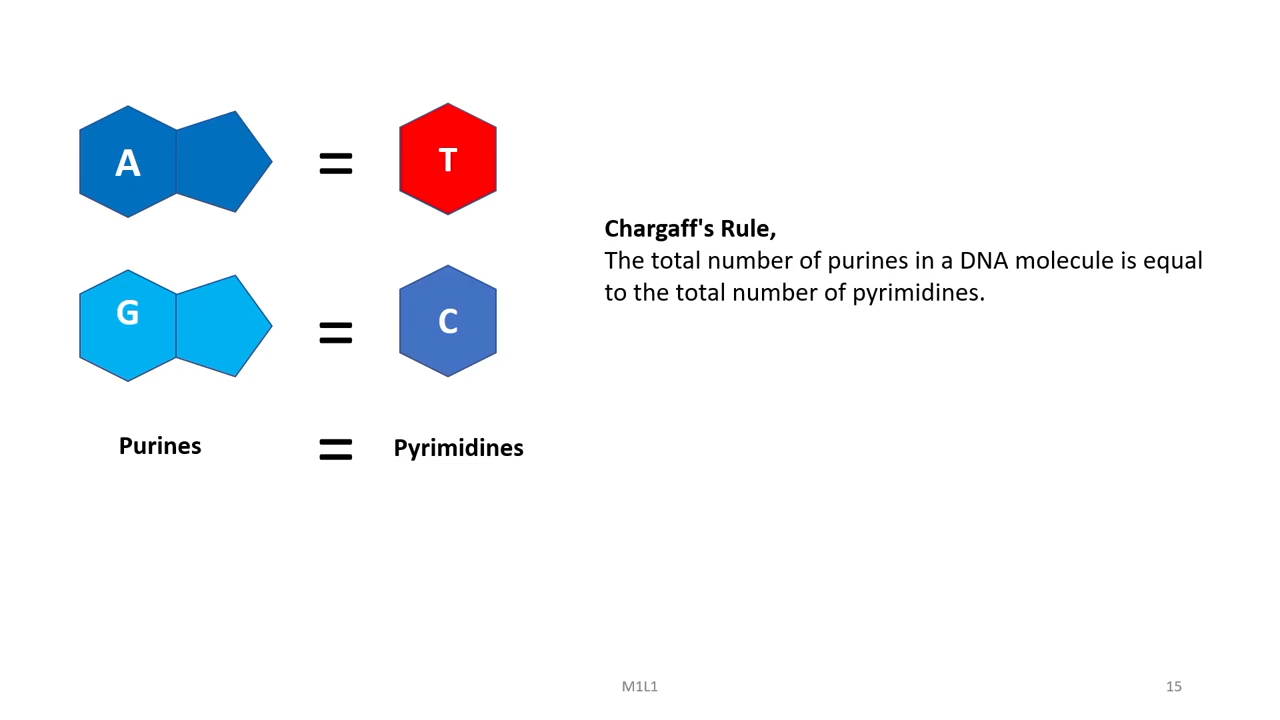 A = T
G = C
Purines = Pyrimidines
Chargaff's Rule,
The total number of purines in a DNA molecule is equal
to the total number of pyrimidines.
M1L1
15